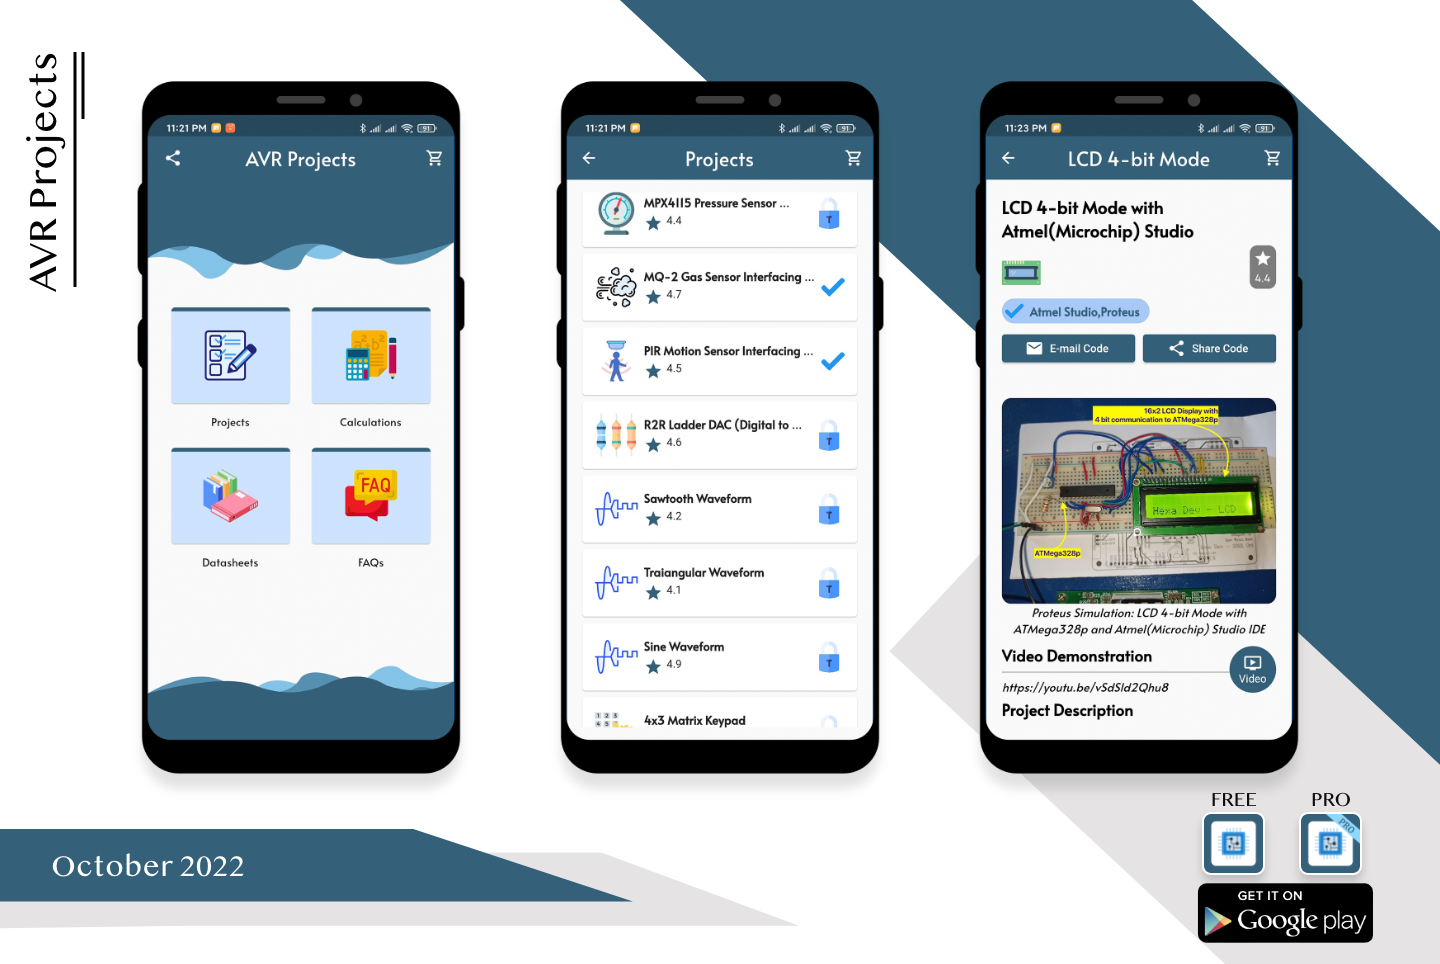 AVR Projects
11:21 PM
91
AVR Projects
Projects
Calculations
Datasheets
FAQ
FAQs
11:21 PM
91
Projects
MPX4115 Pressure Sensor ...
4.4
T
MQ-2 Gas Sensor Interfacing ...
4.7
PIR Motion Sensor Interfacing ...
4.5
R2R Ladder DAC (Digital to ...
4.6
T
Sawtooth Waveform
4.2
T
Traiangular Waveform
4.1
T
Sine Waveform
4.9
T
4x3 Matrix Keypad
11:23 PM
91
LCD 4-bit Mode
LCD 4-bit Mode with
Atmel(Microchip) Studio
4.4
Atmel Studio,Proteus
E-mail Code
Share Code
16x2 LCD Display with
4 bit communication to ATMega328p
Hexa Dev - LCD
ATMega328p
Proteus Simulation: LCD 4-bit Mode with
ATMega328p and Atmel(Microchip) Studio IDE
Video Demonstration
Video
https://youtu.be/vSdSld2Qhu8
Project Description
FREE
PRO
PRO
October 2022
GET IT ON
Google play